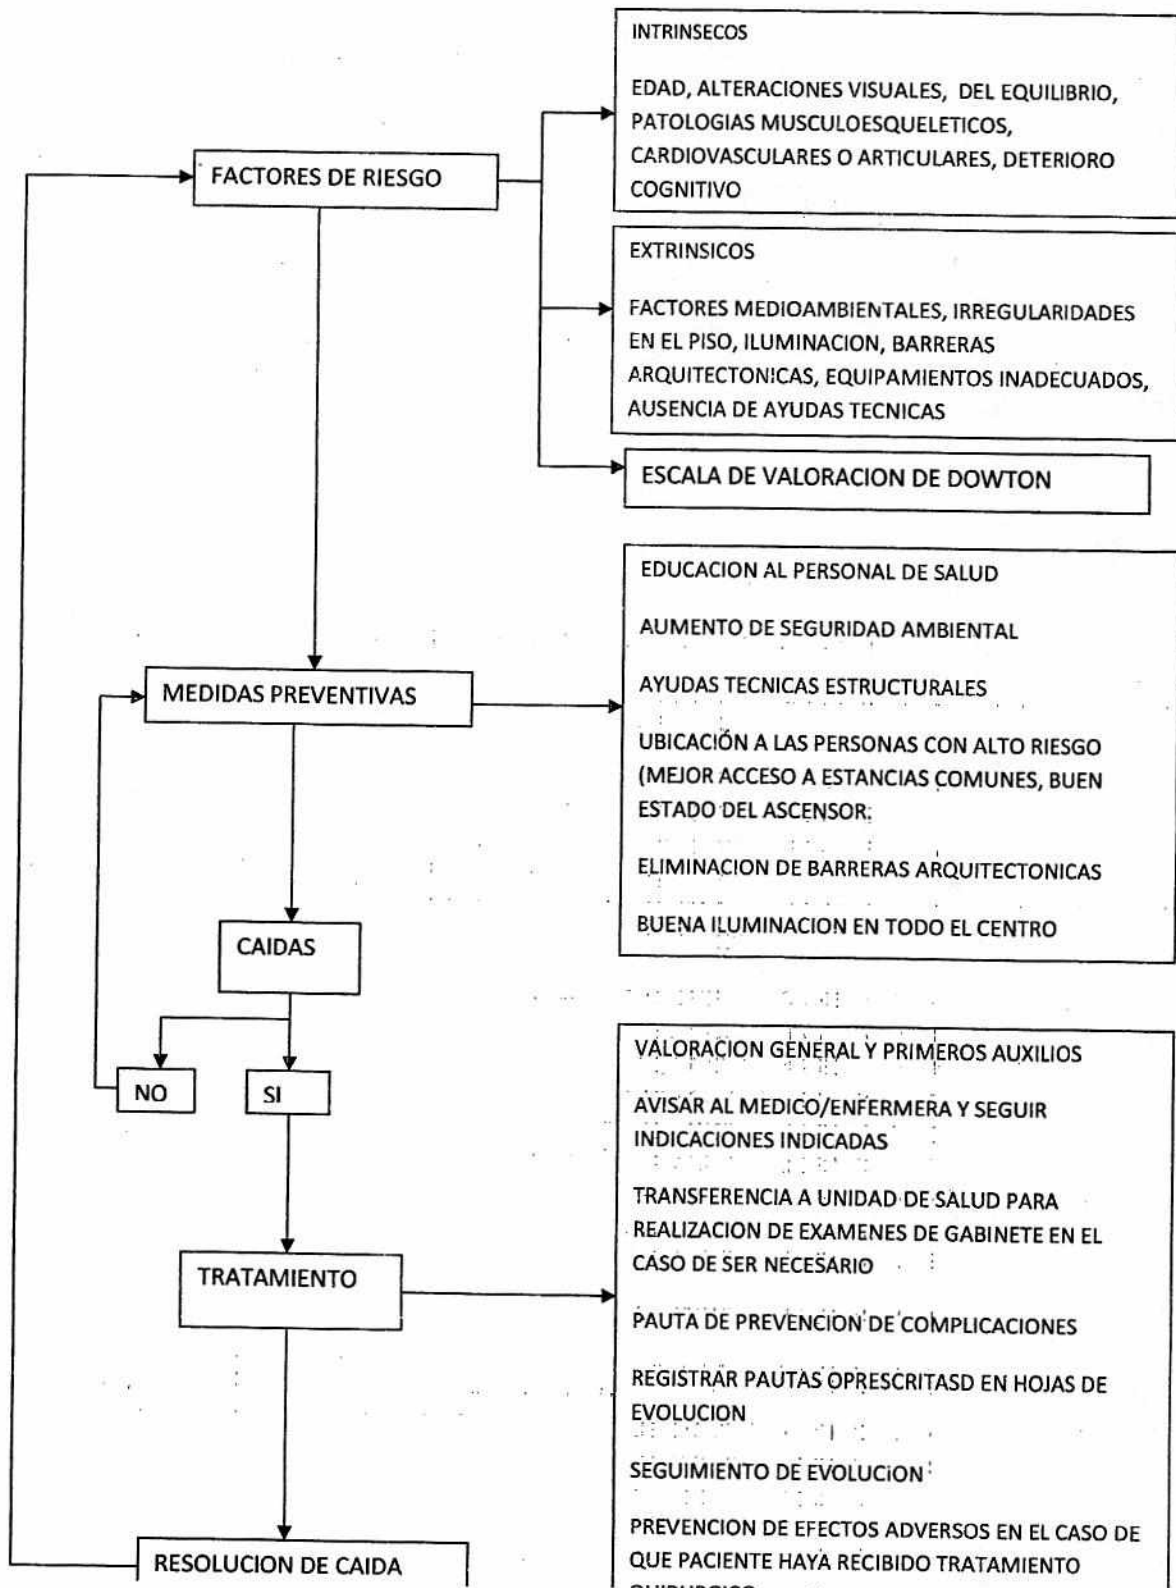 FACTORES DE RIESGO
INTRINSECOS
EDAD, ALTERACIONES VISUALES, DEL EQUILIBRIO,
PATOLOGIAS MUSCULOESQUELETICOS,
CARDIOVASCULARES O ARTICULARES, DETERIORO
COGNITIVO
EXTRINSICOS
FACTORES MEDIOAMBIENTALES, IRREGULARIDADES
EN EL PISO, ILUMINACION, BARRERAS
ARQUITECTONICAS, EQUIPAMIENTOS INADECUADOS,
AUSENCIA DE AYUDAS TECNICAS
ESCALA DE VALORACION DE DOWTON
MEDIDAS PREVENTIVAS
EDUCACION AL PERSONAL DE SALUD
AUMENTO DE SEGURIDAD AMBIENTAL
AYUDAS TECNICAS ESTRUCTURALES
UBICACIÓN A LAS PERSONAS CON ALTO RIESGO
(MEJOR ACCESO A ESTANCIAS COMUNES, BUEN
ESTADO DEL ASCENSOR.
ELIMINACION DE BARRERAS ARQUITECTONICAS
BUENA ILUMINACION EN TODO EL CENTRO
CAIDAS
NO
SI
TRATAMIENTO
VALORACION GENERAL Y PRIMEROS AUXILIOS
AVISAR AL MEDICO/ENFERMERA Y SEGUIR
INDICACIONES INDICADAS
TRANSFERENCIA A UNIDAD DE SALUD PARA
REALIZACION DE EXAMENES DE GABINETE EN EL
CASO DE SER NECESARIO
PAUTA DE PREVENCION DE COMPLICACIONES
REGISTRAR PAUTAS OPRESCRITASD EN HOJAS DE
EVOLUCION
SEGUIMIENTO DE EVOLUCION
PREVENCION DE EFECTOS ADVERSOS EN EL CASO DE
QUE PACIENTE HAYA RECIBIDO TRATAMIENTO
RESOLUCION DE CAIDA